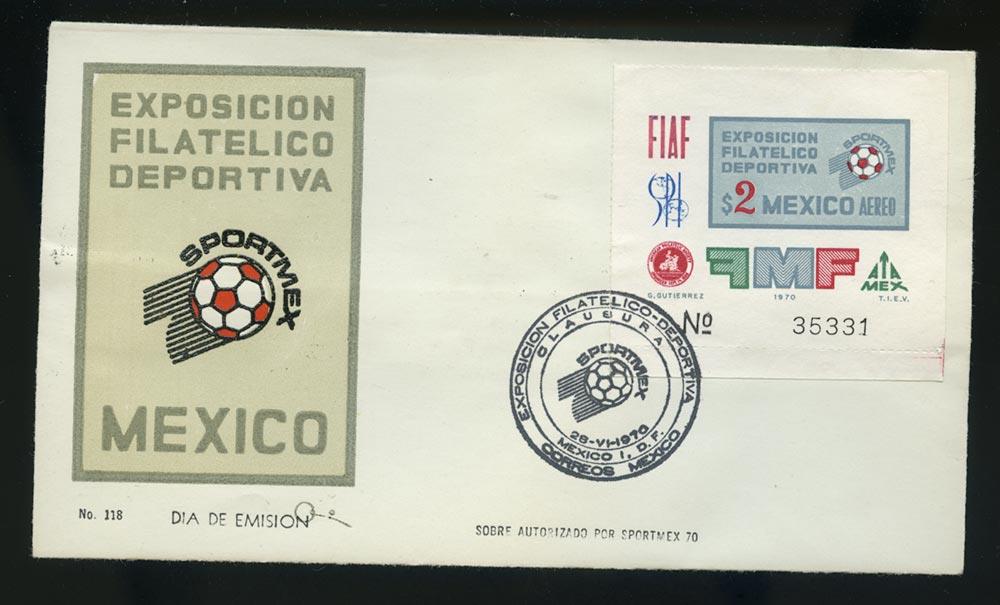 EXPOSICION
FILATELICO
DEPORTIVA
SPORTMEX
MEXICO
No. 118
DIA DE EMISION
SOBRE AUTORIZADO POR SPORTMEX 70
FIAF
EXPOSICION
FILATELICO
DEPORTIVA
SPORTMEX
$2 MEXICO AEREO
FMF
MEX
G. GUTIERREZ
1970
T.I.E.V.
Nº 35331
EXPOSICION FILATELICO-DEPORTIVA
CLAUSURA
SPORTMEX
28-VI-1970
MEXICO 1, D.F.
CORREOS MEXICO